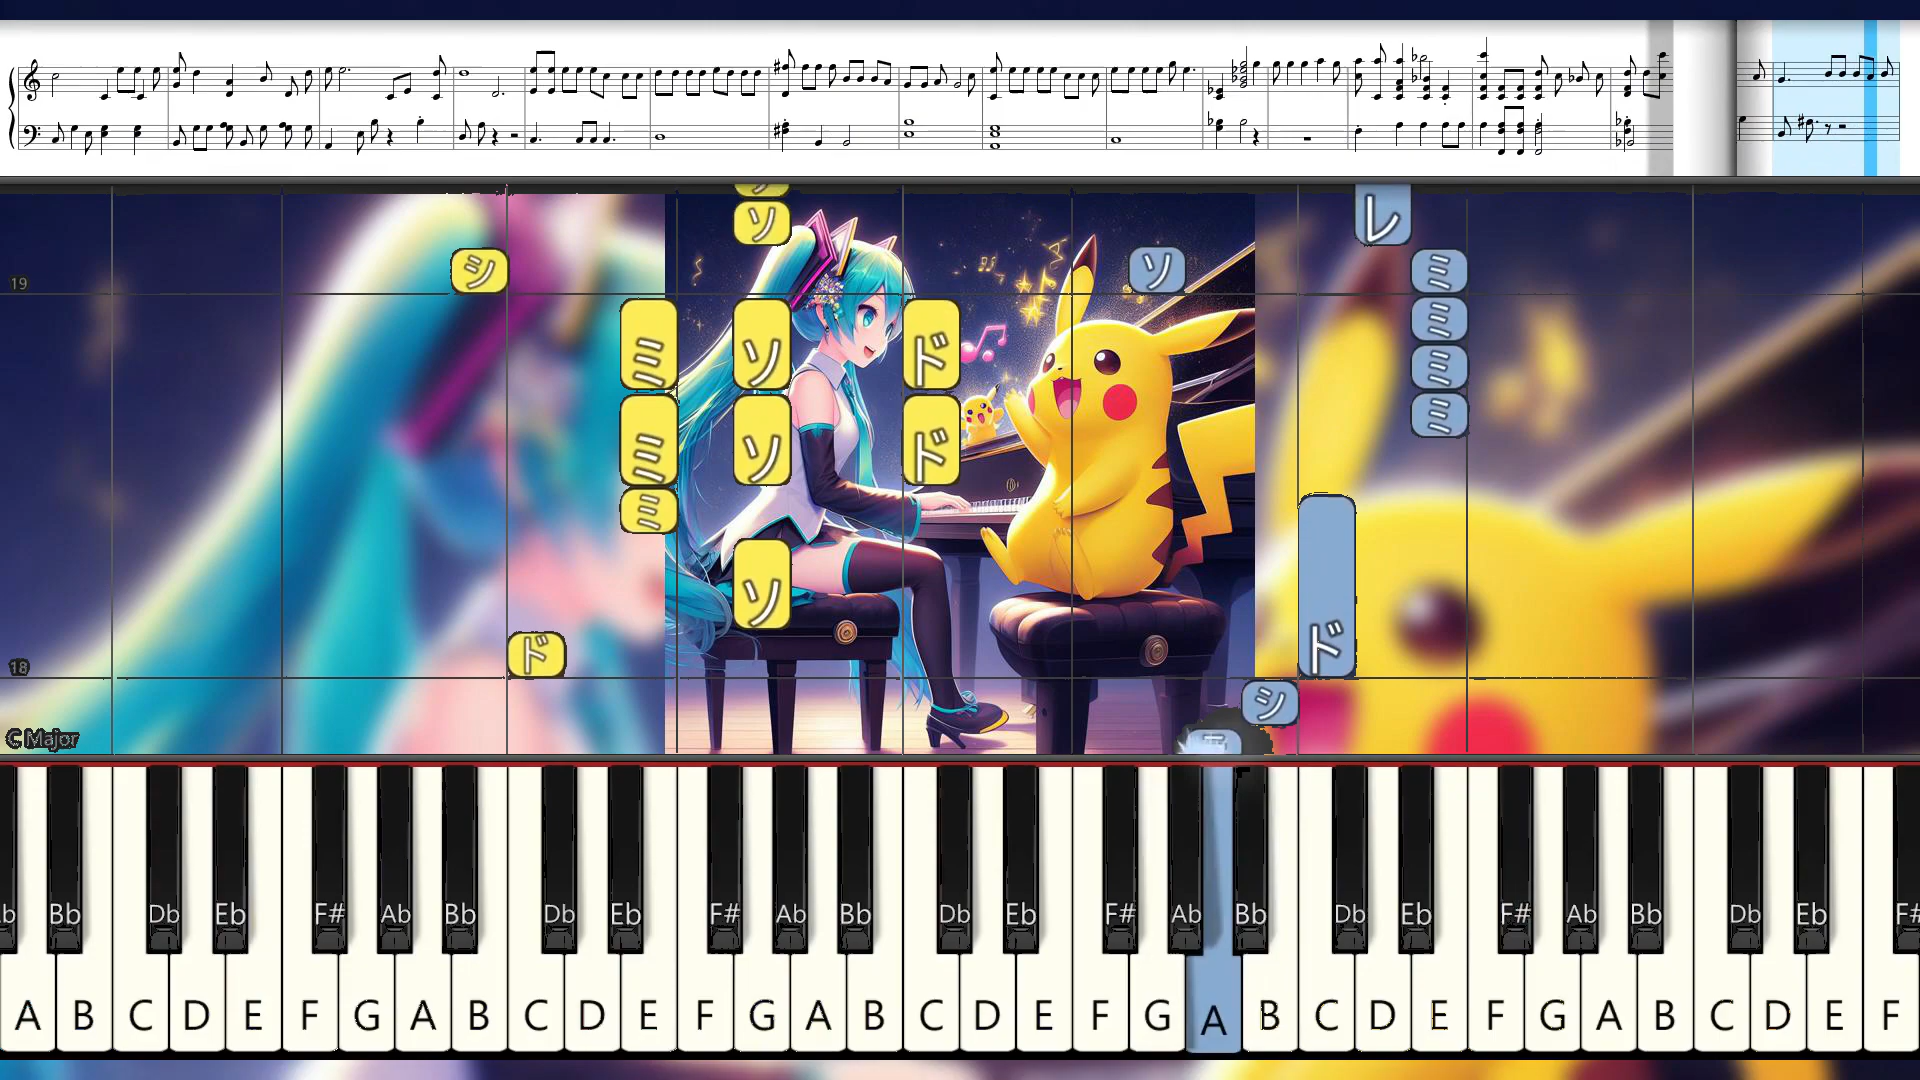 ソ レ
シ ソ ミ
19
ミ ソ ド ミ
ミ
ミ ソ ド ミ
ミ
ソ
ド ド
18
シ
C Major
Bb Db Eb F# Ab Bb Db Eb F# Ab Bb Db Eb F# Ab Bb Db Eb F# Ab Bb Db Eb F#
A B C D E F G A B C D E F G A B C D E F G A B C D E F G A B C D E F